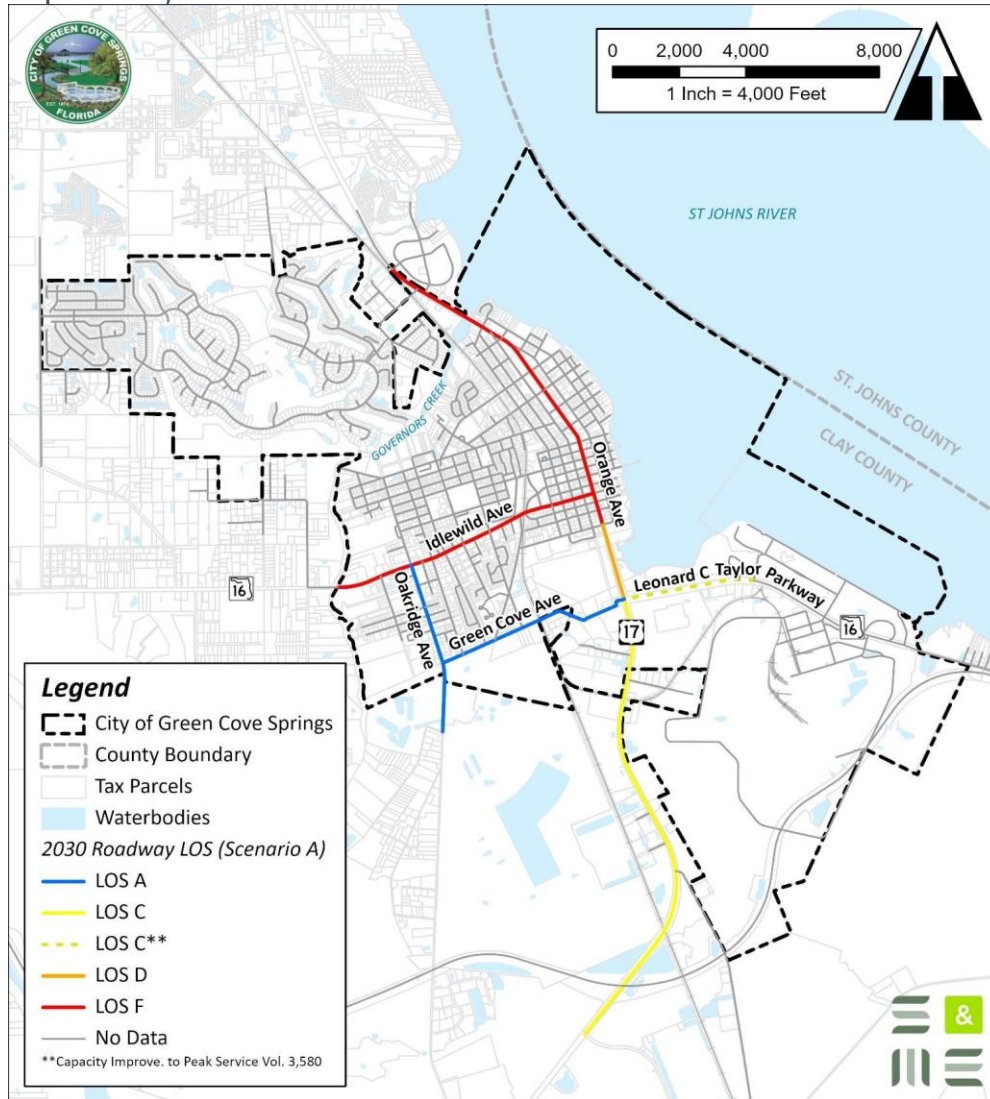 CITY OF GREEN COVE SPRINGS
EST. 1874
FLORIDA
0 2,000 4,000 8,000
1 Inch = 4,000 Feet
ST JOHNS RIVER
ST. JOHNS COUNTY
CLAY COUNTY
GOVERNORS CREEK
Orange Ave
Idlewild Ave
Leonard C Taylor Parkway
16
Oakridge Ave
Green Cove Ave
17
16
Legend
City of Green Cove Springs
County Boundary
Tax Parcels
Waterbodies
2030 Roadway LOS (Scenario A)
LOS A
LOS C
LOS C**
LOS D
LOS F
No Data
**Capacity Improve. to Peak Service Vol. 3,580
S &
M E